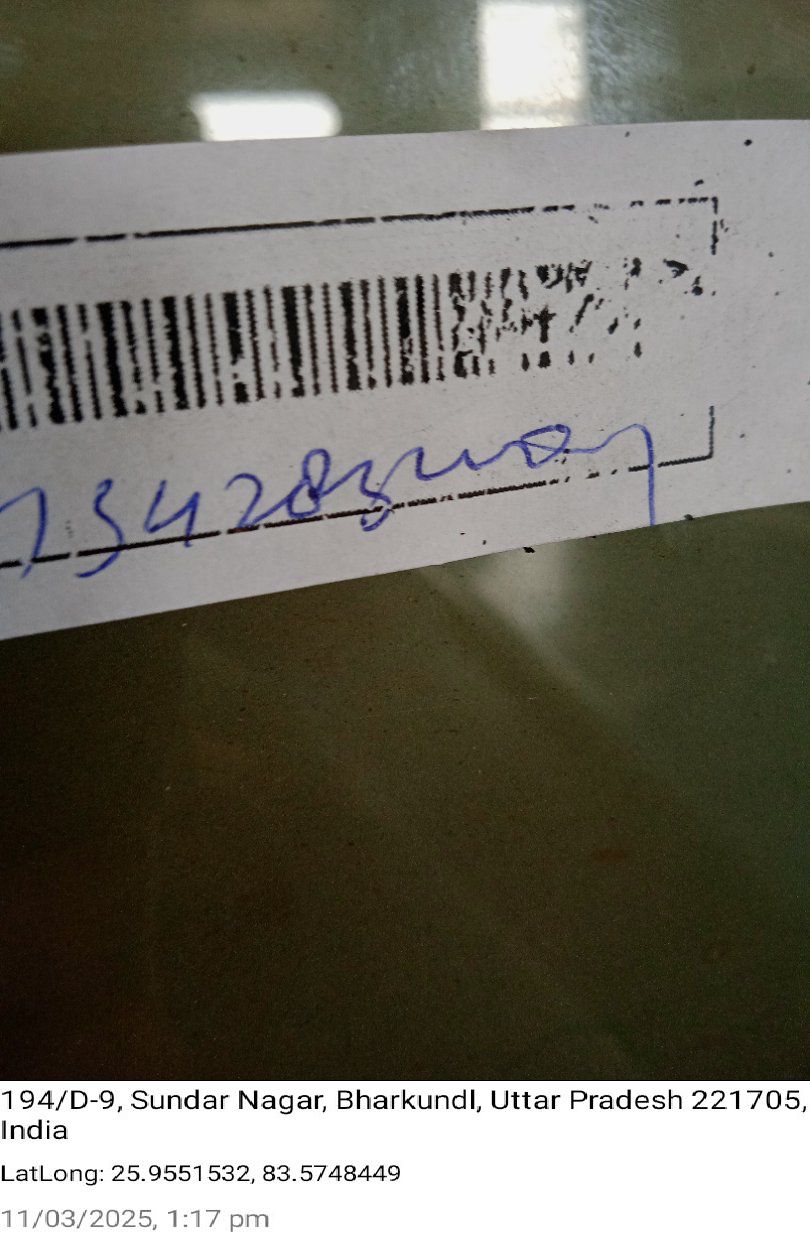 194/D-9, Sundar Nagar, Bharkundl, Uttar Pradesh 221705,
India
LatLong: 25.9551532, 83.5748449
11/03/2025, 1:17 pm